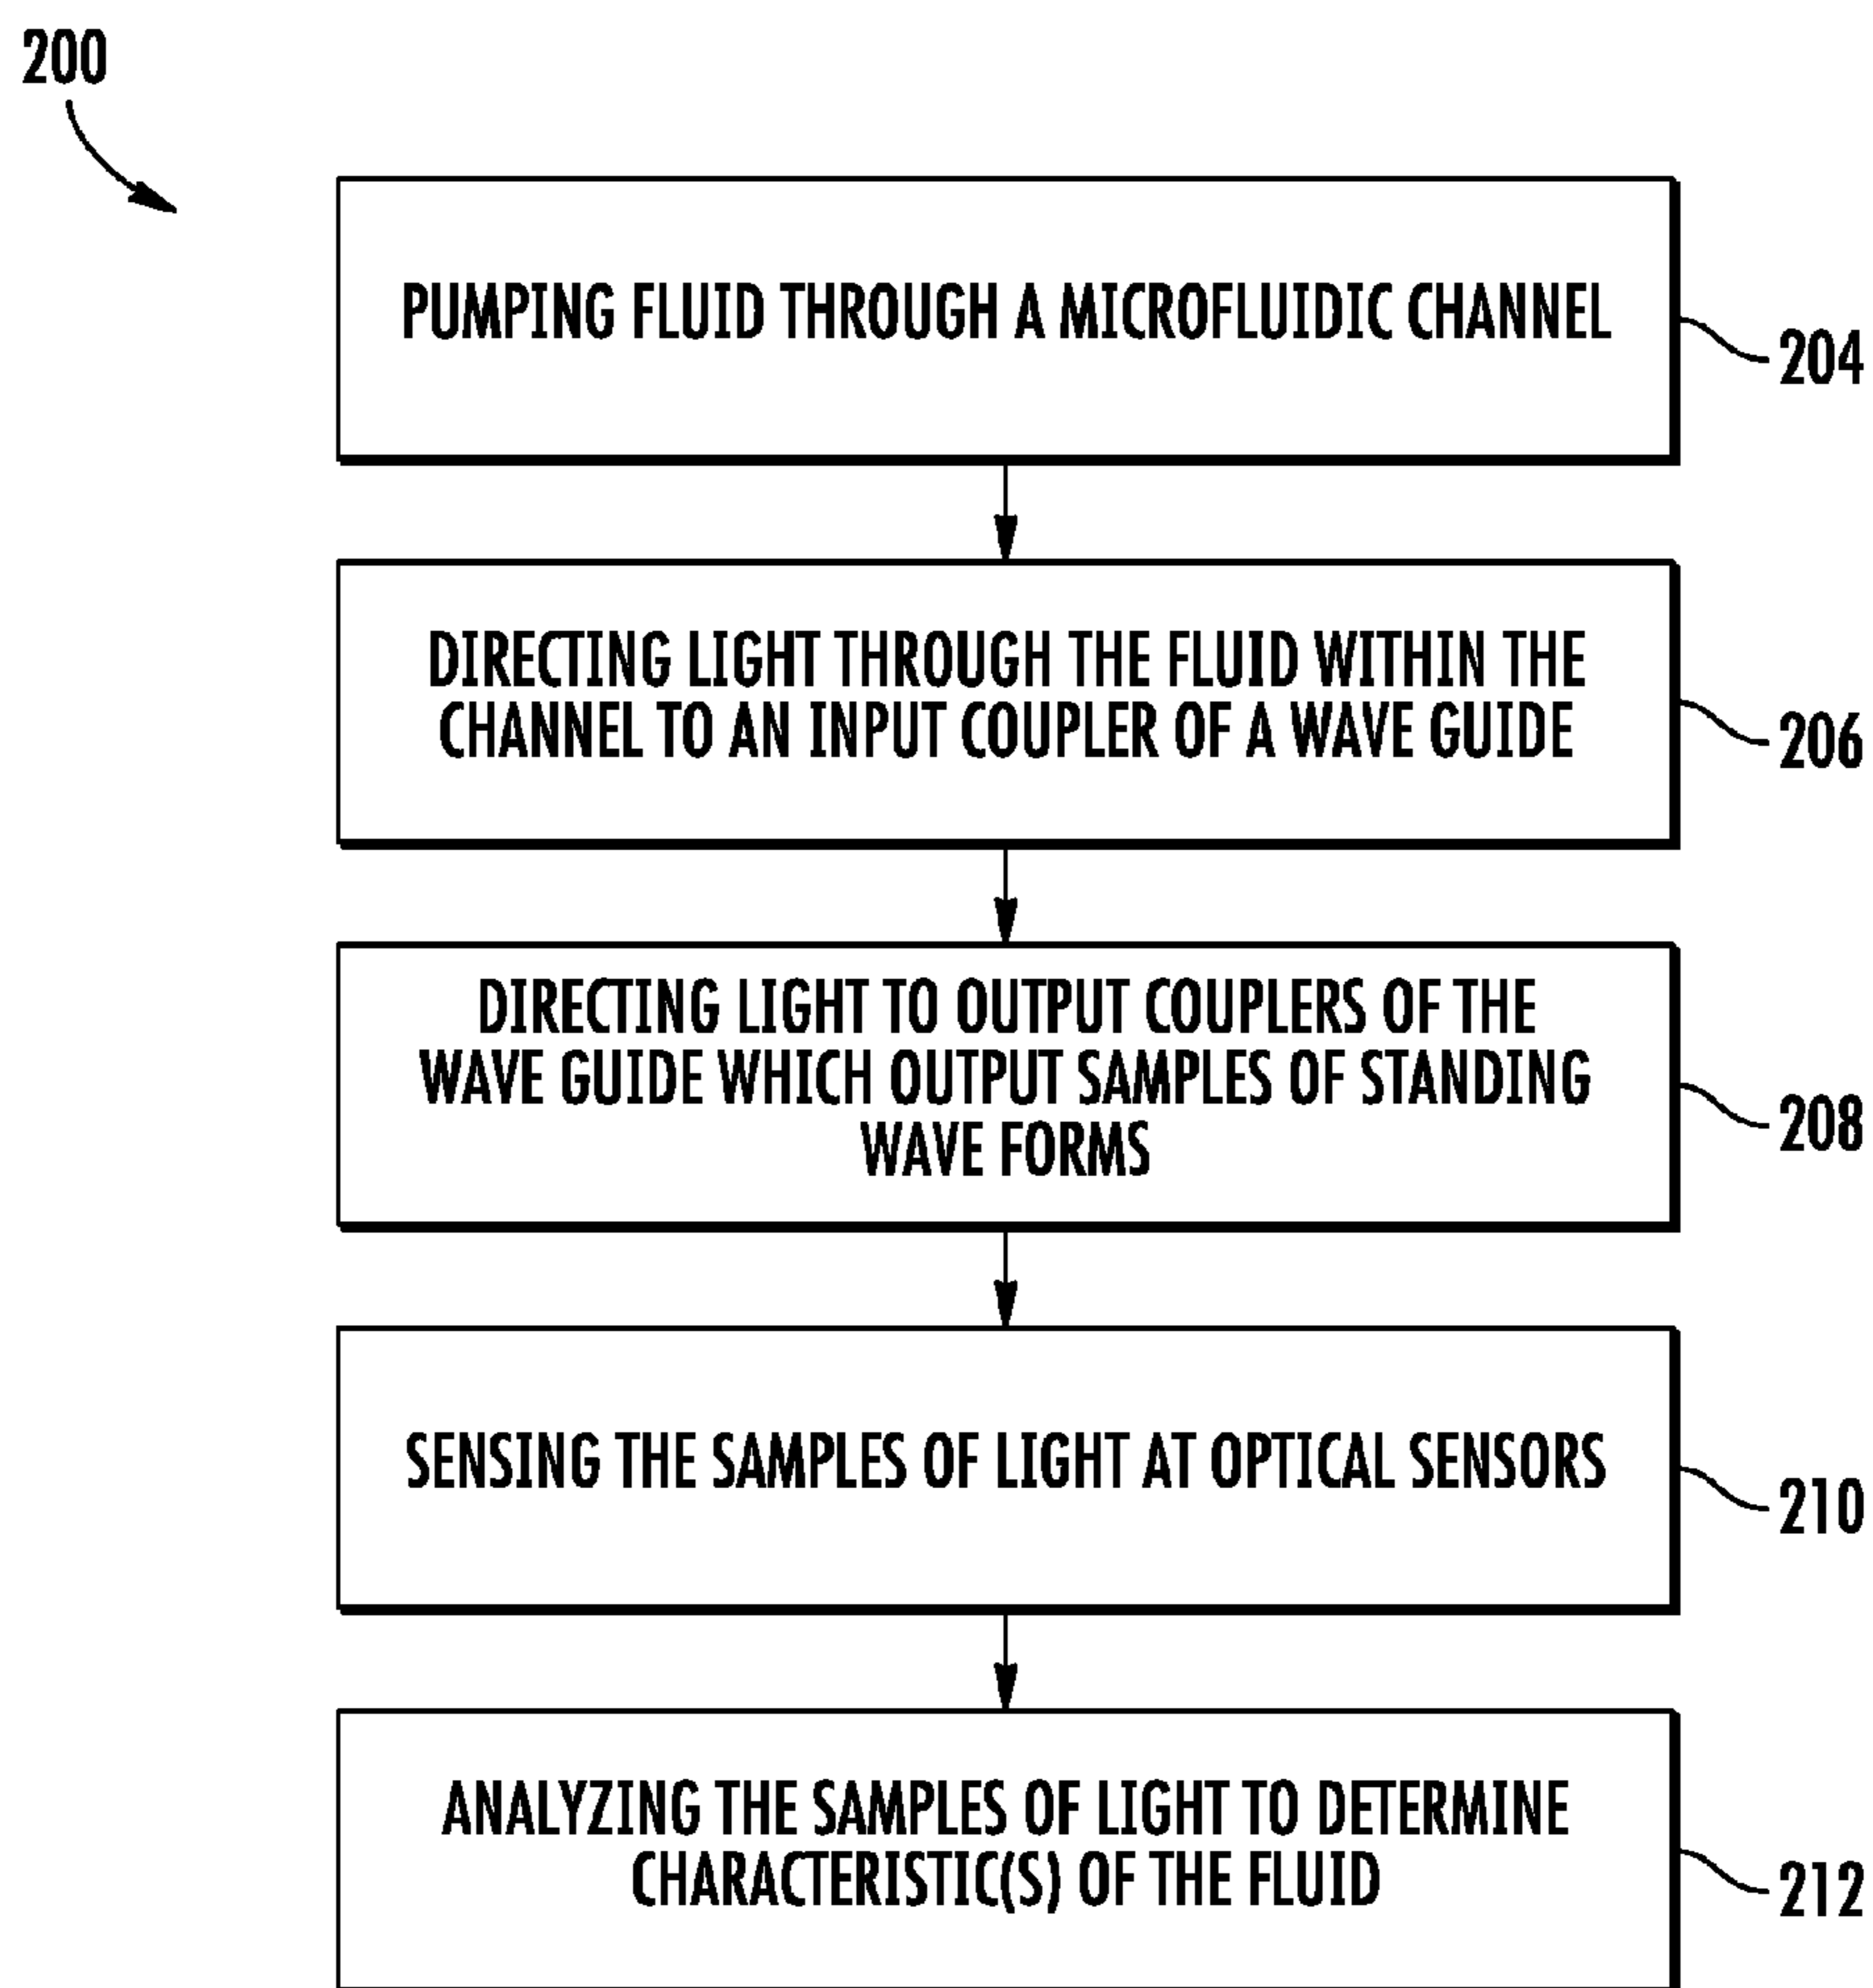 200
PUMPING FLUID THROUGH A MICROFLUIDIC CHANNEL
204
DIRECTING LIGHT THROUGH THE FLUID WITHIN THE
CHANNEL TO AN INPUT COUPLER OF A WAVE GUIDE
206
DIRECTING LIGHT TO OUTPUT COUPLERS OF THE
WAVE GUIDE WHICH OUTPUT SAMPLES OF STANDING
WAVE FORMS
208
SENSING THE SAMPLES OF LIGHT AT OPTICAL SENSORS
210
ANALYZING THE SAMPLES OF LIGHT TO DETERMINE
CHARACTERISTIC(S) OF THE FLUID
212